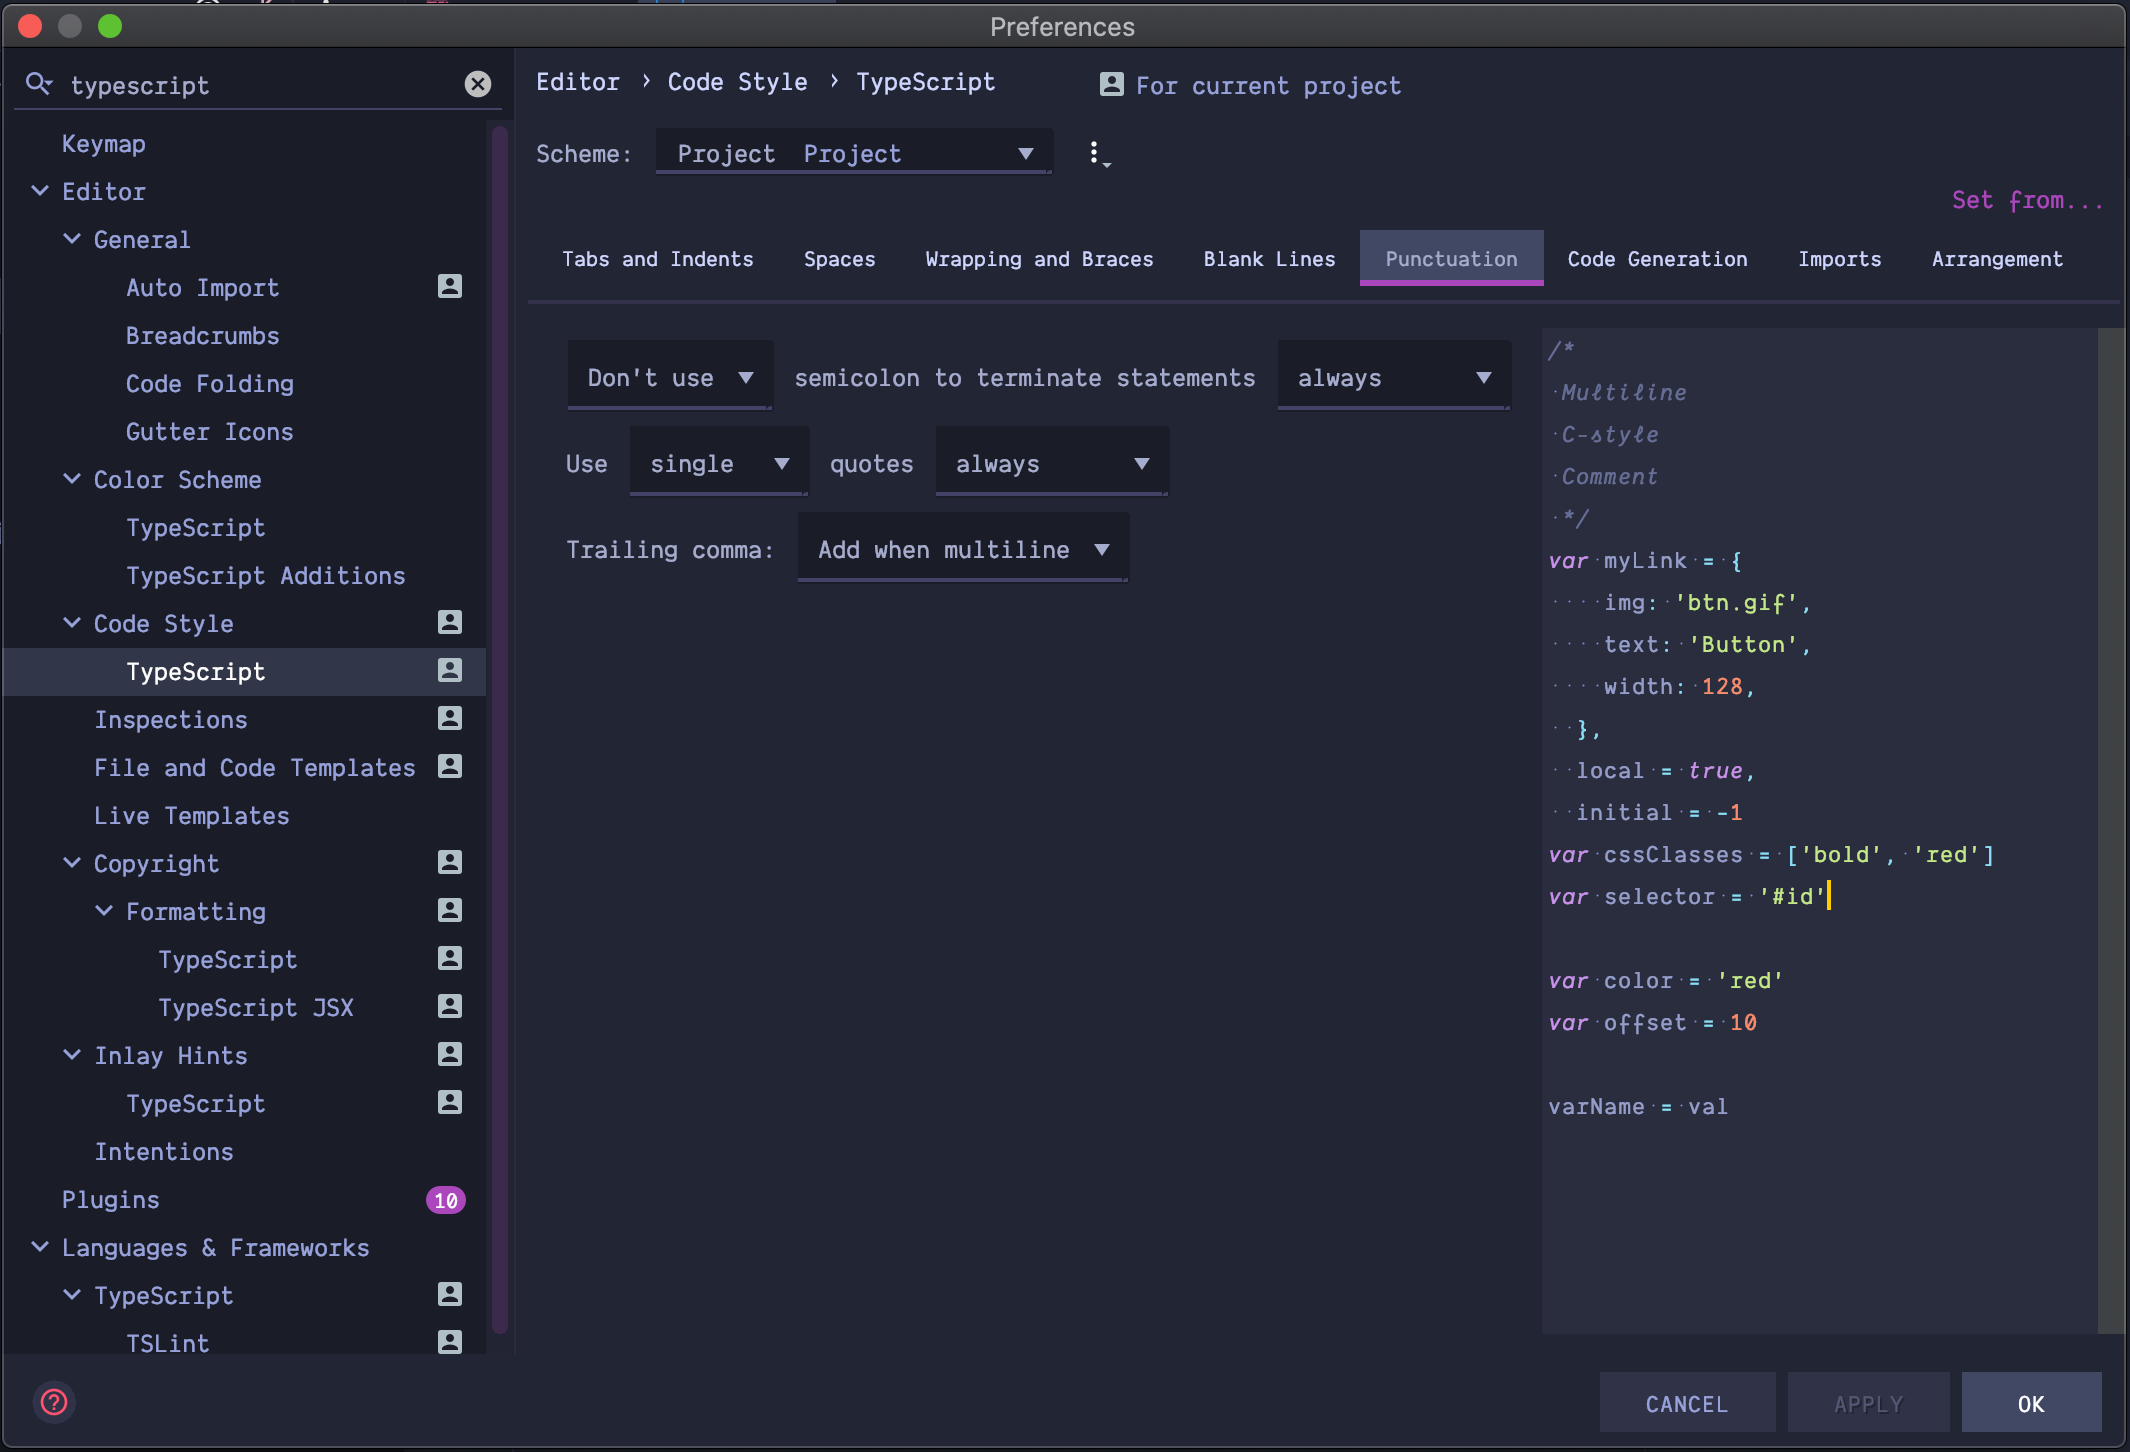 Preferences
typescript
Keymap
Editor
General
Auto Import
Breadcrumbs
Code Folding
Gutter Icons
Color Scheme
TypeScript
TypeScript Additions
Code Style
TypeScript
Inspections
File and Code Templates
Live Templates
Copyright
Formatting
TypeScript
TypeScript JSX
Inlay Hints
TypeScript
Intentions
Plugins 10
Languages & Frameworks
TypeScript
TSLint
Editor › Code Style › TypeScript For current project
Scheme: Project Project
Set from...
Tabs and Indents Spaces Wrapping and Braces Blank Lines Punctuation Code Generation Imports Arrangement
Don't use semicolon to terminate statements always
Use single quotes always
Trailing comma: Add when multiline
/*
Multiline
C-style
Comment
*/
var myLink = {
img: 'btn.gif',
text: 'Button',
width: 128,
},
local = true,
initial = -1
var cssClasses = ['bold', 'red']
var selector = '#id'
var color = 'red'
var offset = 10
varName = val
? CANCEL APPLY OK